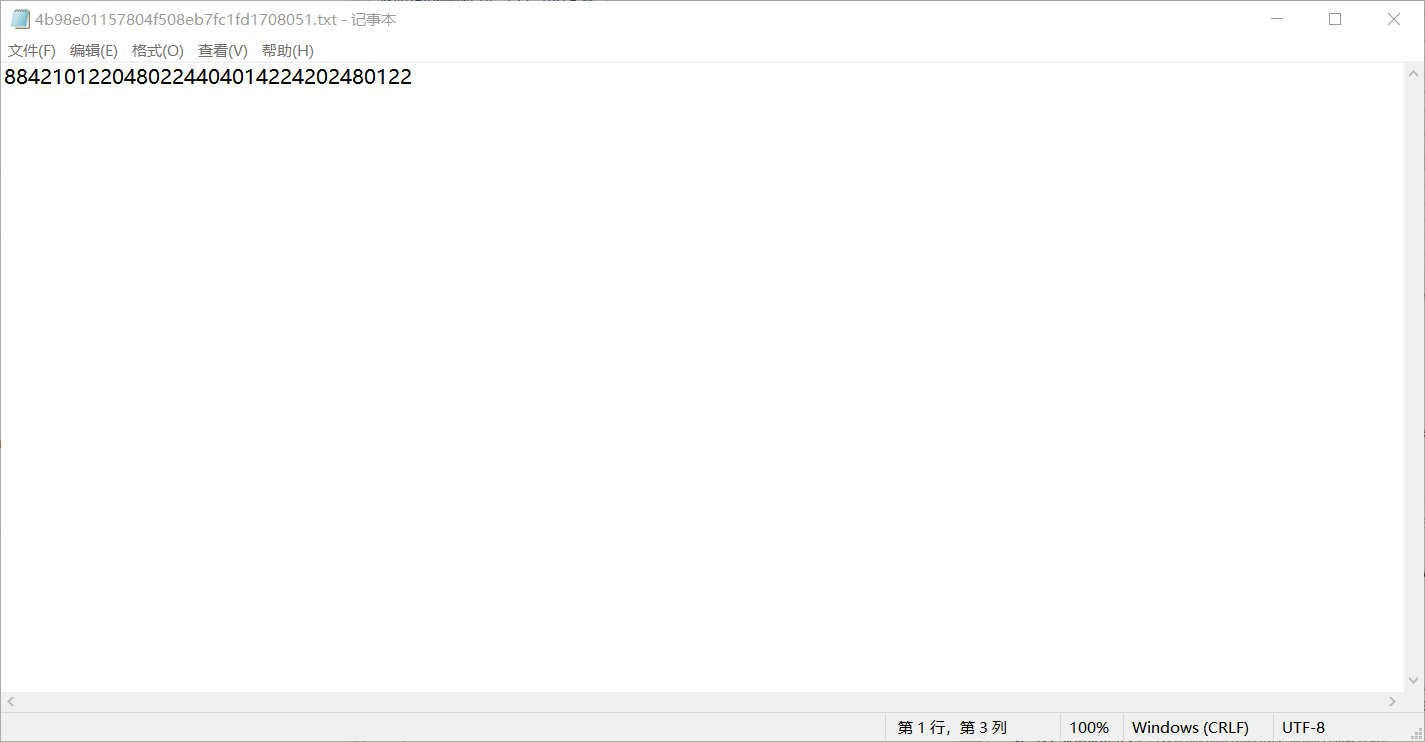 4b98e01157804f508eb7fc1fd1708051.txt - 记事本
文件(F) 编辑(E) 格式(O) 查看(V) 帮助(H)
8842101220480224404014224202480122
第 1 行，第 3 列 100% Windows (CRLF) UTF-8